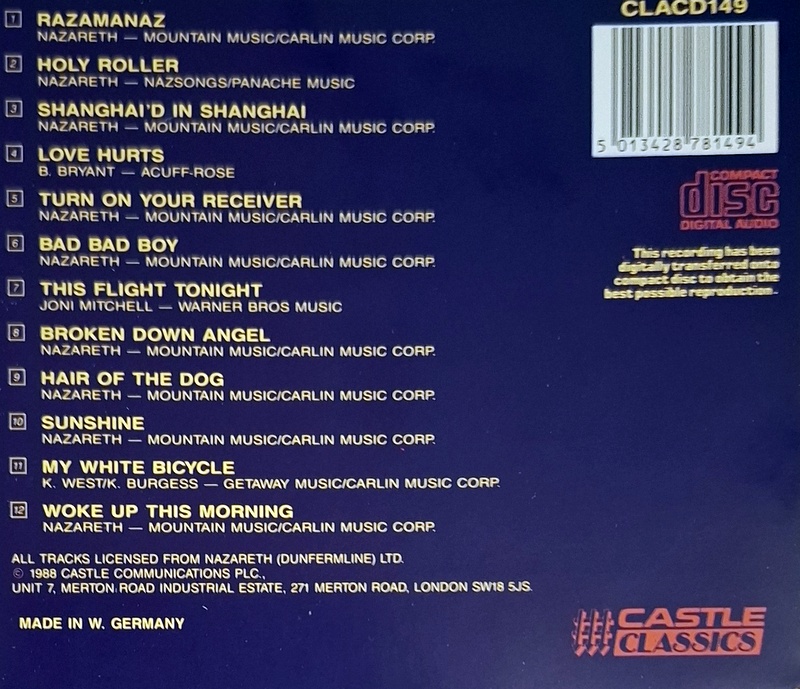 1 RAZAMANAZ
NAZARETH — MOUNTAIN MUSIC/CARLIN MUSIC CORP.
2 HOLY ROLLER
NAZARETH — NAZSONGS/PANACHE MUSIC
3 SHANGHAI'D IN SHANGHAI
NAZARETH — MOUNTAIN MUSIC/CARLIN MUSIC CORP.
4 LOVE HURTS
B. BRYANT — ACUFF-ROSE
5 TURN ON YOUR RECEIVER
NAZARETH — MOUNTAIN MUSIC/CARLIN MUSIC CORP.
6 BAD BAD BOY
NAZARETH — MOUNTAIN MUSIC/CARLIN MUSIC CORP.
7 THIS FLIGHT TONIGHT
JONI MITCHELL — WARNER BROS MUSIC
8 BROKEN DOWN ANGEL
NAZARETH — MOUNTAIN MUSIC/CARLIN MUSIC CORP.
9 HAIR OF THE DOG
NAZARETH — MOUNTAIN MUSIC/CARLIN MUSIC CORP.
10 SUNSHINE
NAZARETH — MOUNTAIN MUSIC/CARLIN MUSIC CORP.
11 MY WHITE BICYCLE
K. WEST/K. BURGESS — GETAWAY MUSIC/CARLIN MUSIC CORP.
12 WOKE UP THIS MORNING
NAZARETH — MOUNTAIN MUSIC/CARLIN MUSIC CORP.
ALL TRACKS LICENSED FROM NAZARETH (DUNFERMLINE) LTD.
© 1988 CASTLE COMMUNICATIONS PLC.,
UNIT 7, MERTON ROAD INDUSTRIAL ESTATE, 271 MERTON ROAD, LONDON SW18 5JS.
MADE IN W. GERMANY
CLACD149
5 013428 781494
COMPACT
disc
DIGITAL AUDIO
This recording has been
digitally transferred onto
compact disc to obtain the
best possible reproduction.
CASTLE
CLASSICS